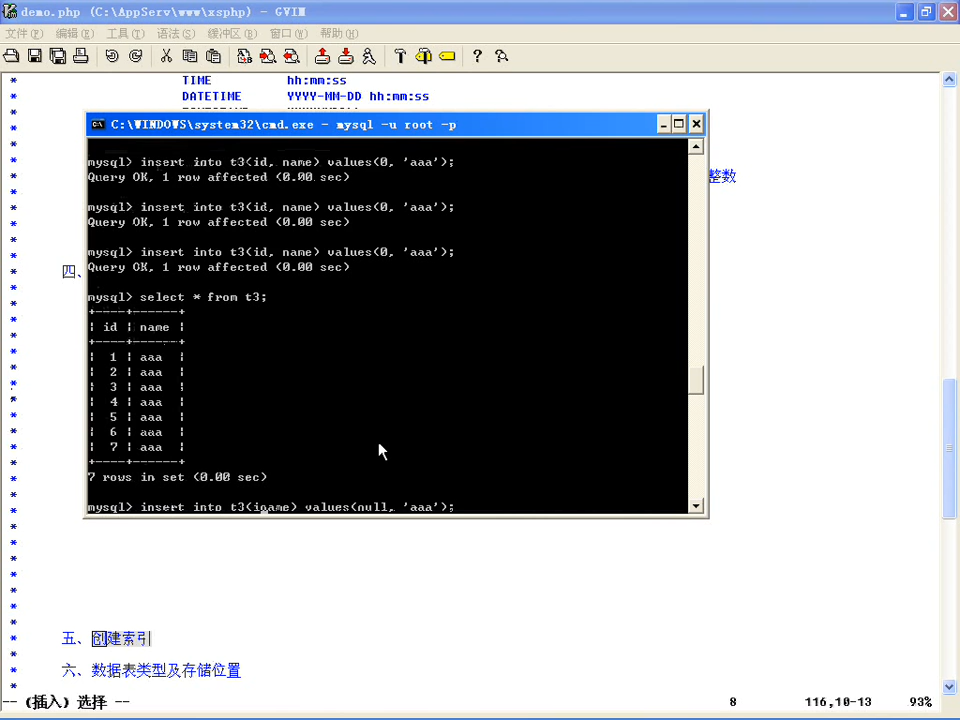 demo.php (C:\AppServ\www\xsphp) - GVIM
文件(F) 编辑(E) 工具(T) 语法(S) 缓冲区(B) 窗口(W) 帮助(H)
* TIME hh:mm:ss
* DATETIME YYYY-MM-DD hh:mm:ss
C:\WINDOWS\system32\cmd.exe - mysql -u root -p
mysql> insert into t3(id, name) values(0, 'aaa');
整数
Query OK, 1 row affected (0.00 sec)
mysql> insert into t3(id, name) values(0, 'aaa');
Query OK, 1 row affected (0.00 sec)
mysql> insert into t3(id, name) values(0, 'aaa');
四、
Query OK, 1 row affected (0.00 sec)
mysql> select * from t3;
+----+------+
| id | name |
+----+------+
| 1 | aaa |
| 2 | aaa |
| 3 | aaa |
| 4 | aaa |
| 5 | aaa |
| 6 | aaa |
| 7 | aaa |
+----+------+
7 rows in set (0.00 sec)
mysql> insert into t3(iname) values(null, 'aaa');
* 五、创建索引
* 六、数据表类型及存储位置
-- (插入) 选择 -- 8 116,10-13 93%